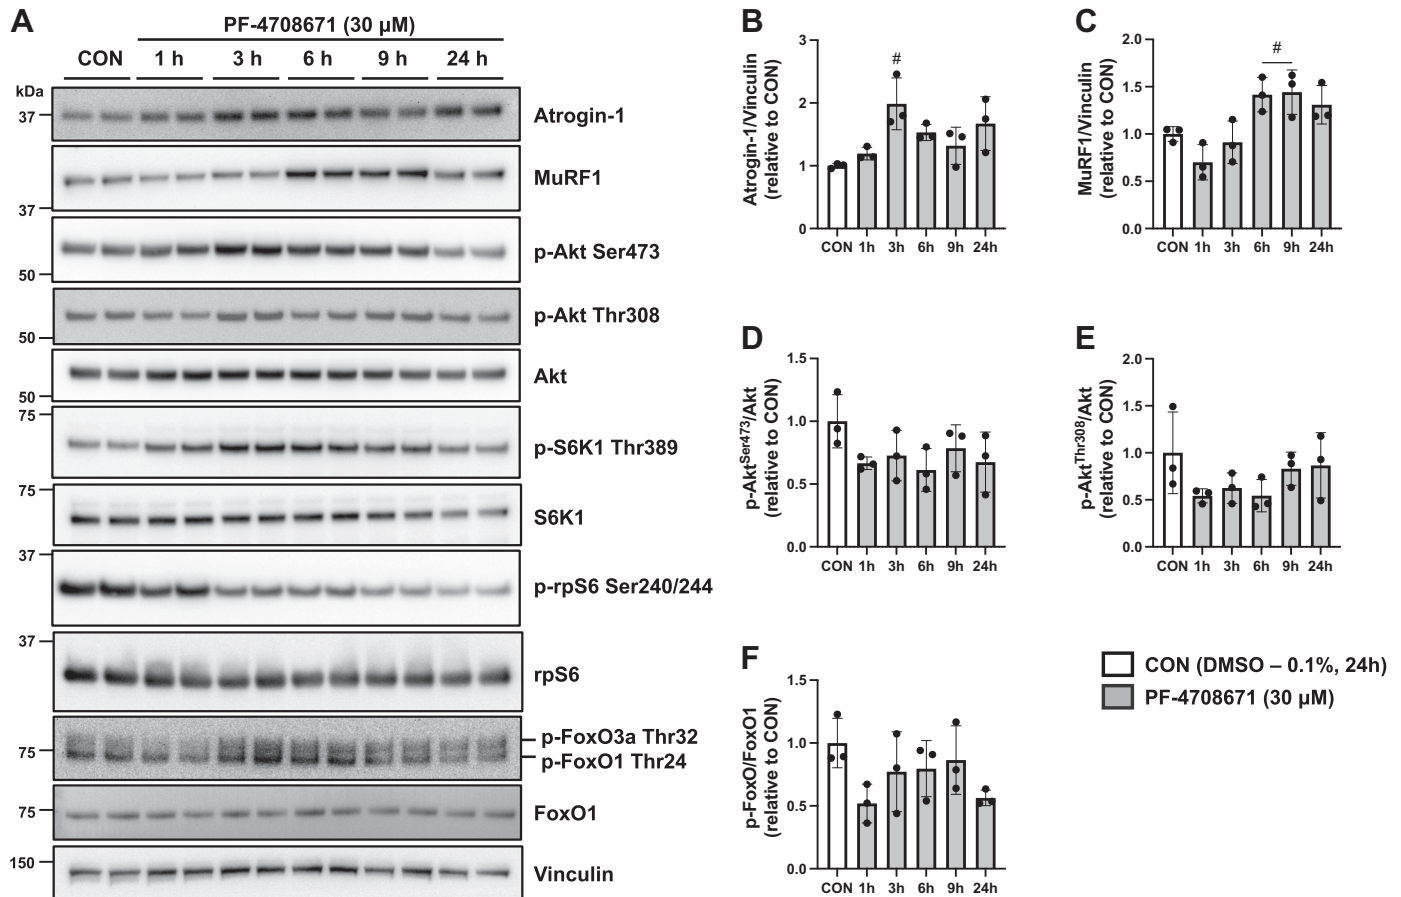 A
PF-4708671 (30 µM)
CON 1 h 3 h 6 h 9 h 24 h
kDa
37
Atrogin-1
MuRF1
37
p-Akt Ser473
50
p-Akt Thr308
50
Akt
50
75
p-S6K1 Thr389
75
S6K1
37
p-rpS6 Ser240/244
37
rpS6
p-FoxO3a Thr32
75
p-FoxO1 Thr24
75
FoxO1
150
Vinculin
B
Atrogin-1/Vinculin
(relative to CON)
3
2
1
0
#
CON 1h 3h 6h 9h 24h
C
MuRF1/Vinculin
(relative to CON)
2.0
1.5
1.0
0.5
0.0
#
CON 1h 3h 6h 9h 24h
D
p-AktSer473/Akt
(relative to CON)
1.5
1.0
0.5
0.0
CON 1h 3h 6h 9h 24h
E
p-AktThr308/Akt
(relative to CON)
2.0
1.5
1.0
0.5
0.0
CON 1h 3h 6h 9h 24h
F
p-FoxO/FoxO1
(relative to CON)
1.5
1.0
0.5
0.0
CON 1h 3h 6h 9h 24h
CON (DMSO – 0.1%, 24h)
PF-4708671 (30 µM)